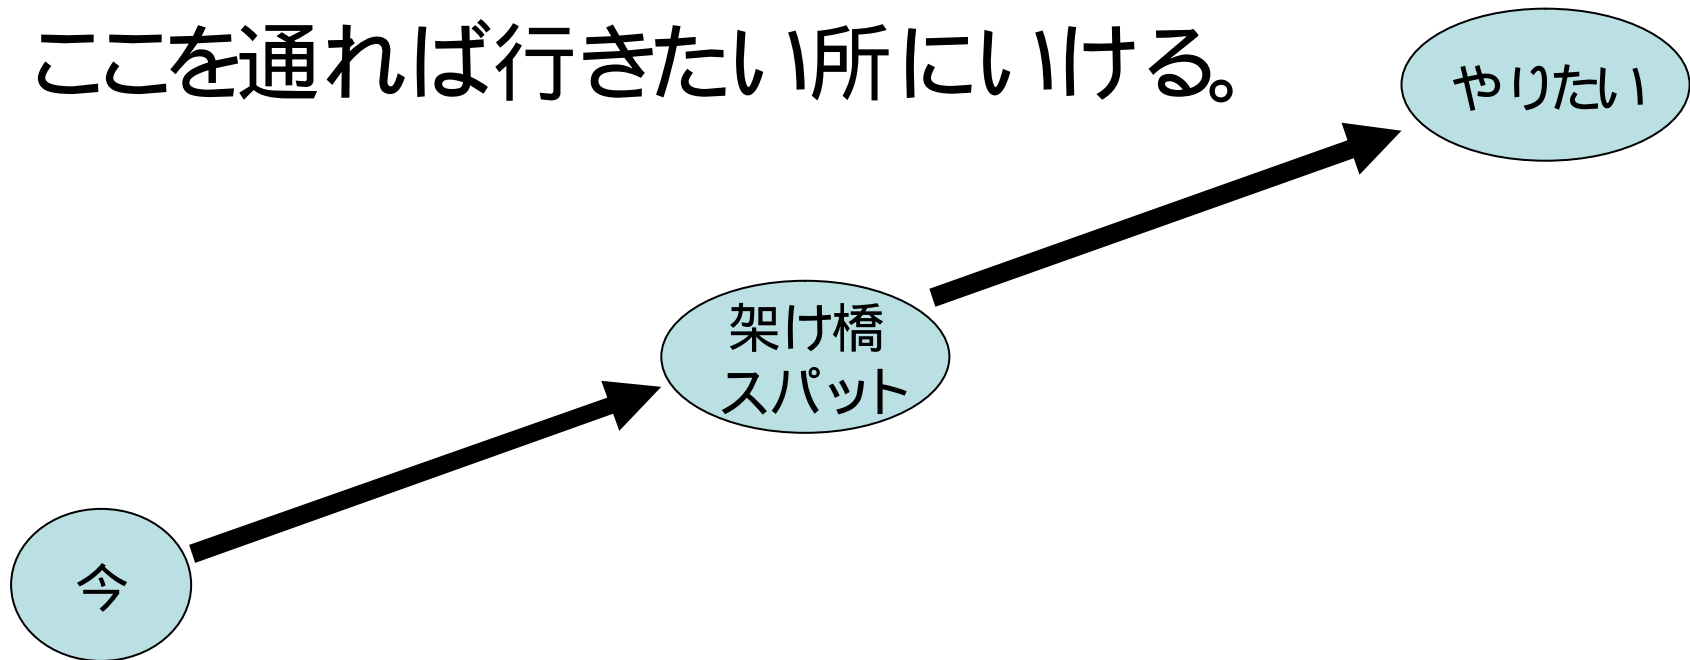 ここを通れば行きたい所にいける。
やりたい
架け橋
スパット
今